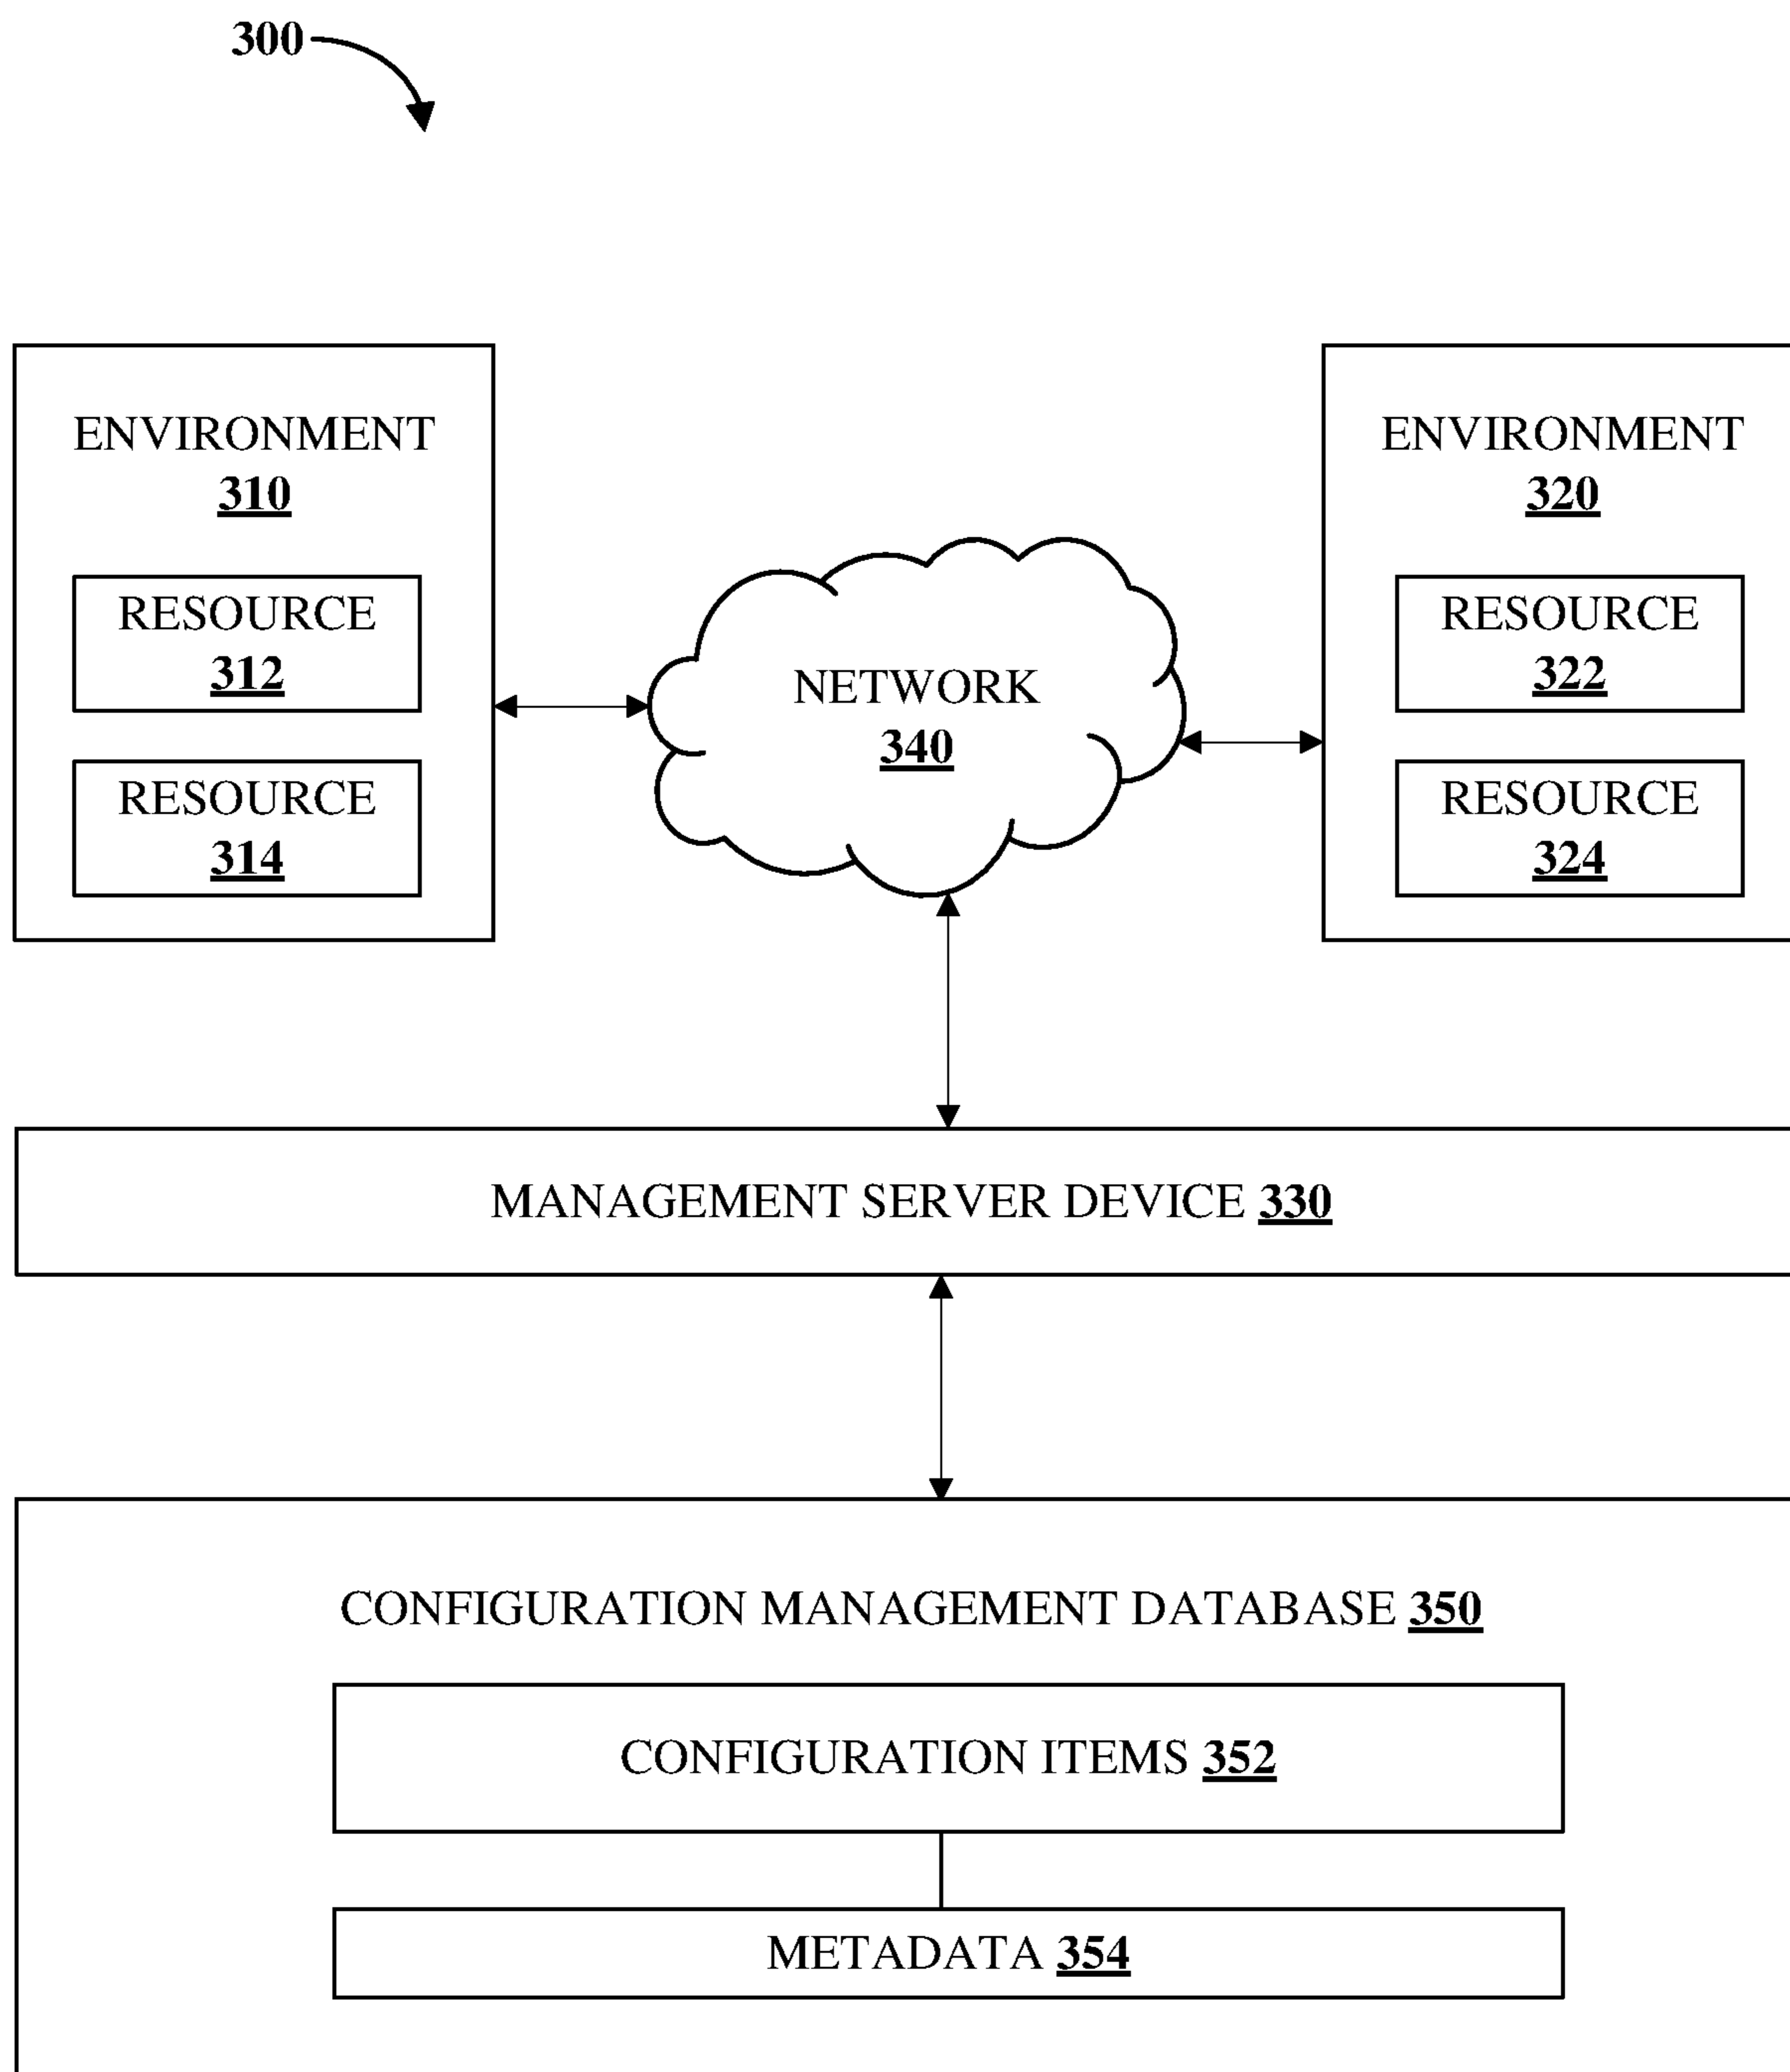 300
ENVIRONMENT
310
RESOURCE
312
RESOURCE
314
NETWORK
340
ENVIRONMENT
320
RESOURCE
322
RESOURCE
324
MANAGEMENT SERVER DEVICE 330
CONFIGURATION MANAGEMENT DATABASE 350
CONFIGURATION ITEMS 352
METADATA 354